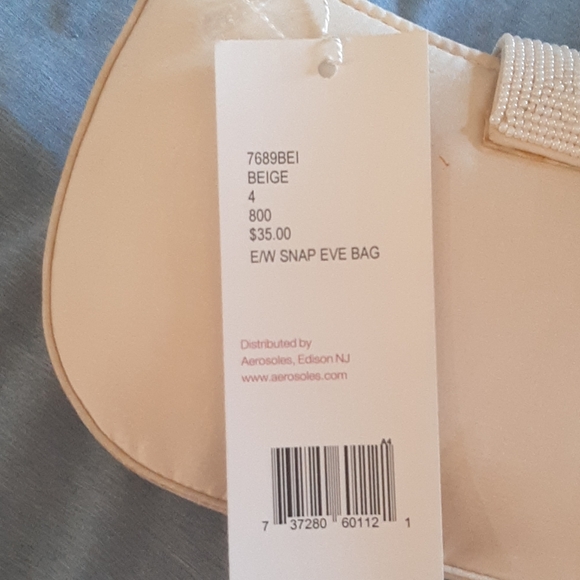 7689BEI
BEIGE
4
800
$35.00
E/W SNAP EVE BAG
Distributed by
Aerosoles, Edison NJ
www.aerosoles.com
A4
7 37280 60112 1